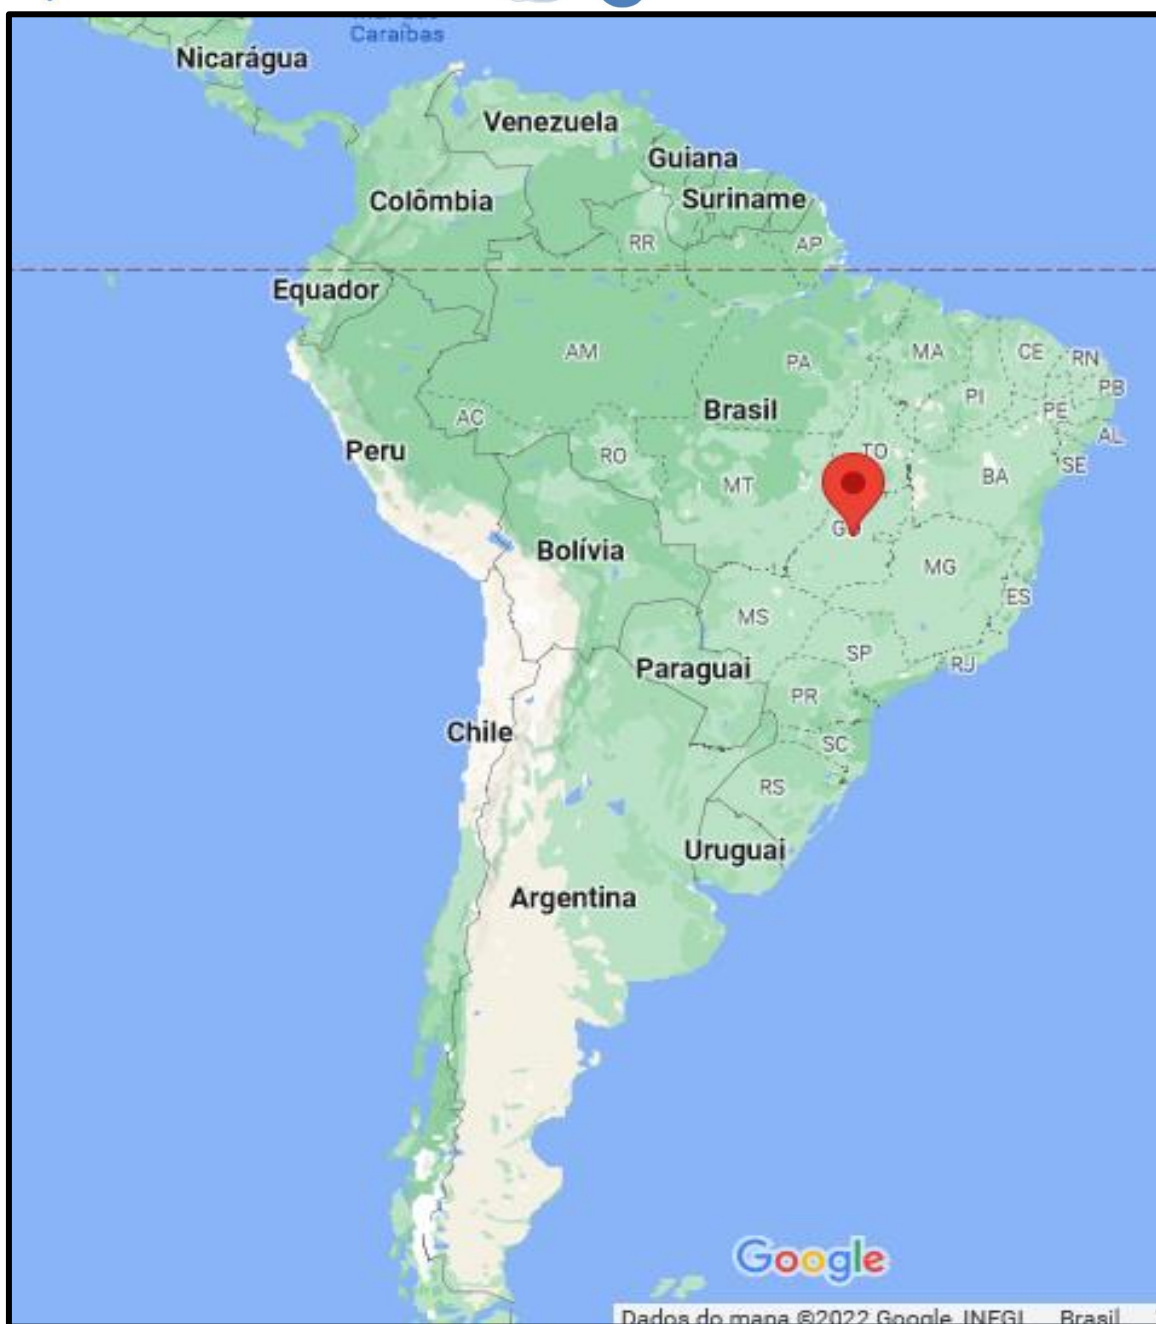 Caraíbas
Nicarágua
Venezuela
Guiana
Colômbia
Suriname
RR
AP
Equador
AM
PA
MA
CE
RN
PI
PB
Brasil
PE
AC
AL
Peru
TO
RO
SE
BA
MT
Bolívia
MG
ES
MS
SP
RJ
Paraguai
PR
Chile
SC
RS
Uruguai
Argentina
Google
Dados do mapa ©2022 Google, INEGI Brasil